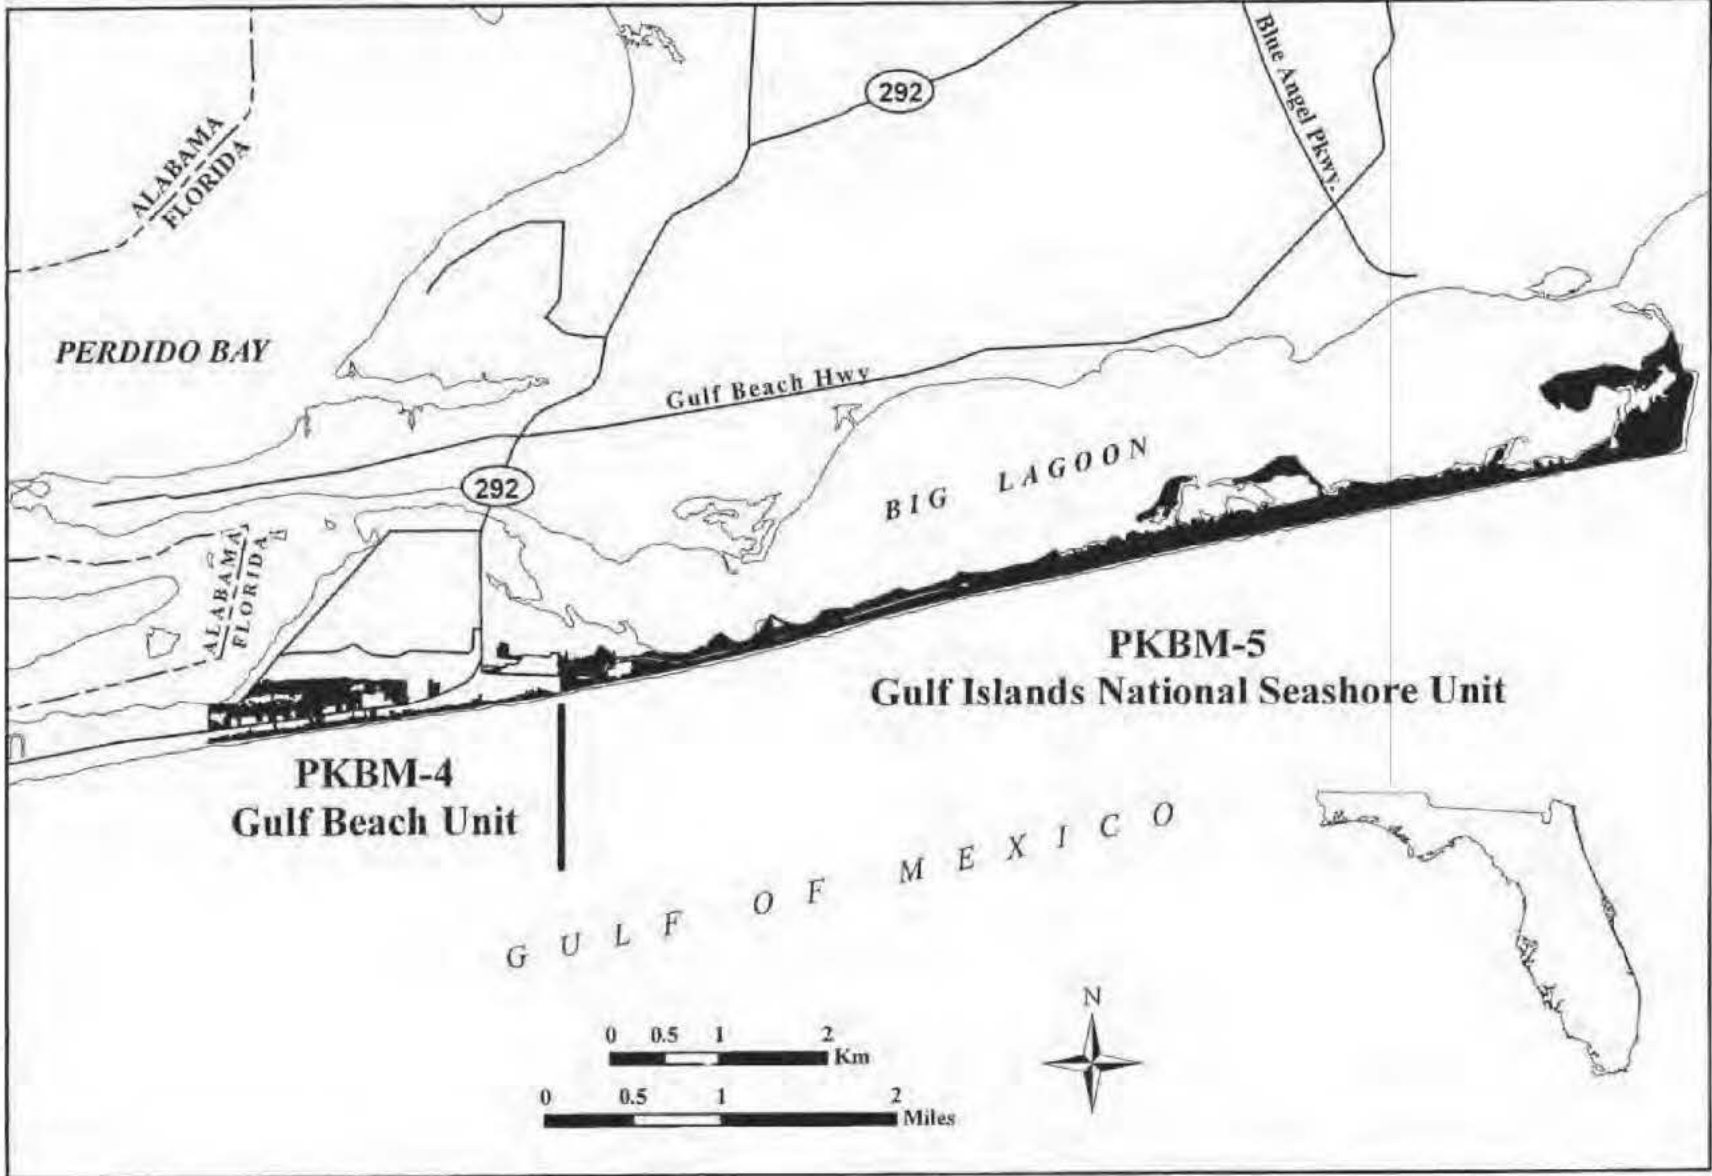 Blue Angel Pkwy.
292
ALABAMA
FLORIDA
PERDIDO BAY
Gulf Beach Hwy
BIG LAGOON
292
ALABAMA
FLORIDA
PKBM-5
Gulf Islands National Seashore Unit
PKBM-4
Gulf Beach Unit
GULF OF MEXICO
N
0 0.5 1 2
Km
0 0.5 1 2
Miles